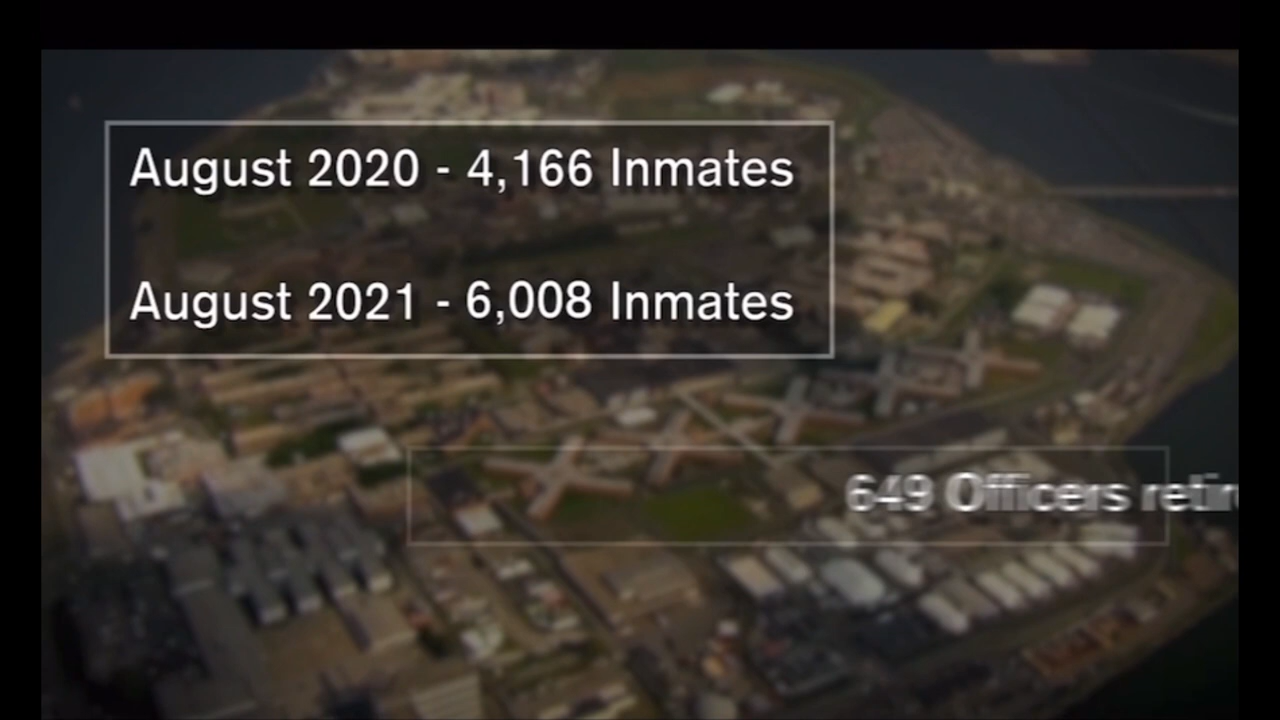 August 2020 - 4,166 Inmates
August 2021 - 6,008 Inmates
649 Officers